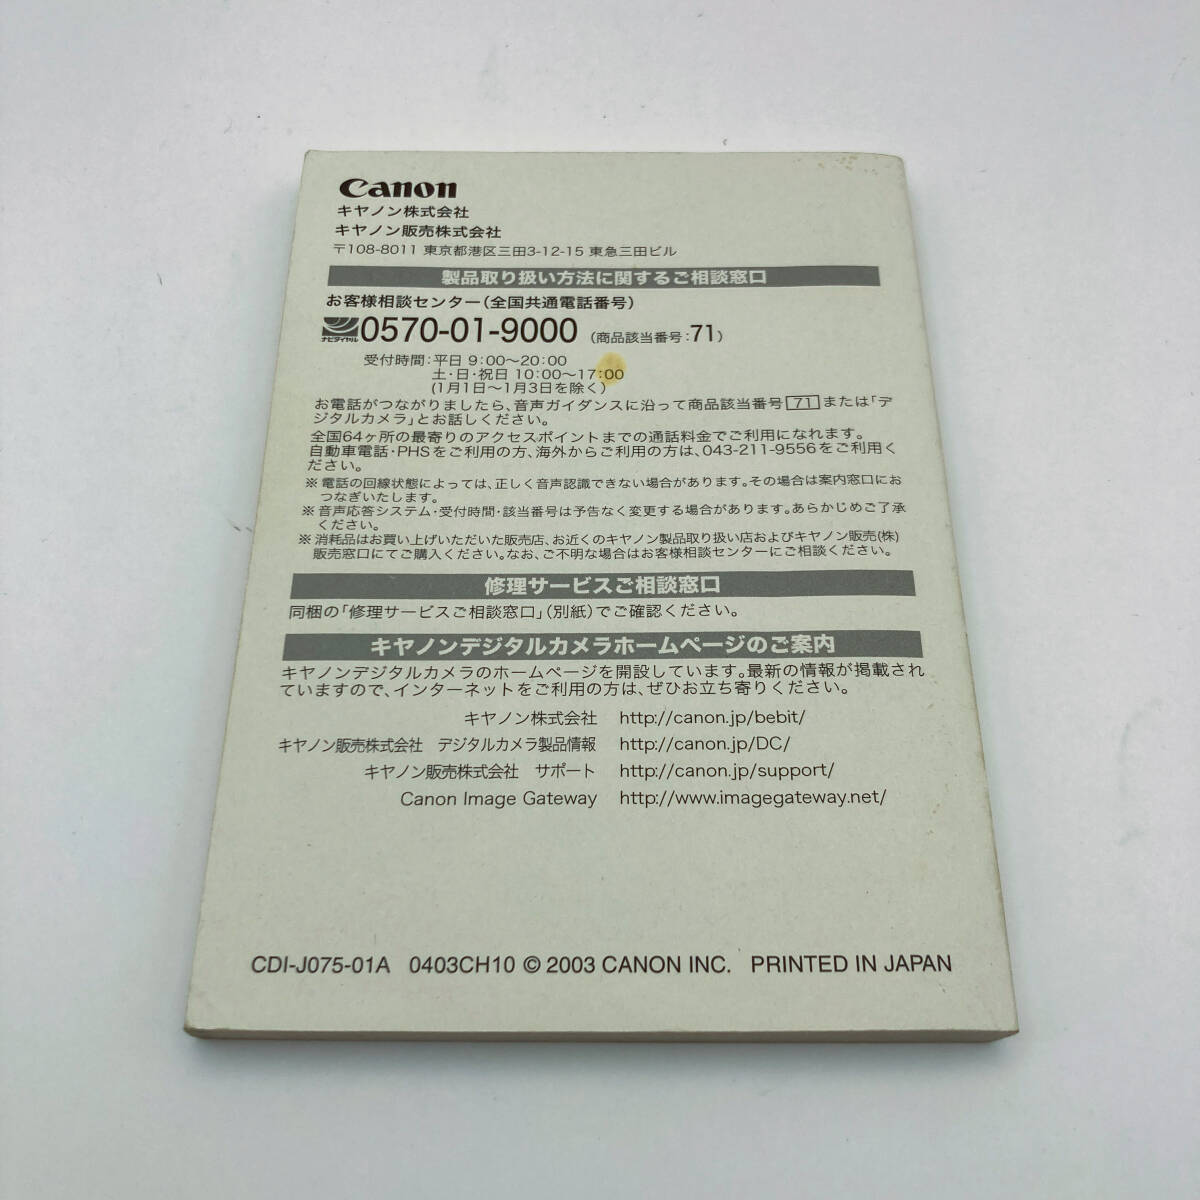 Canon
キヤノン株式会社
キヤノン販売株式会社
〒108-8011 東京都港区三田3-12-15 東急三田ビル
製品取り扱い方法に関するご相談窓口
お客様相談センター(全国共通電話番号)
0570-01-9000 (商品該当番号:71)
受付時間:平日 9:00〜20:00
土・日・祝日 10:00〜17:00
(1月1日〜1月3日を除く)
お電話がつながりましたら、音声ガイダンスに沿って商品該当番号 71 または「デ
ジタルカメラ」とお話しください。
全国64ヶ所の最寄りのアクセスポイントまでの通話料金でご利用になれます。
自動車電話・PHSをご利用の方、海外からご利用の方は、043-211-9556をご利用く
ださい。
※ 電話の回線状態によっては、正しく音声認識できない場合があります。その場合は案内窓口にお
つなぎいたします。
※ 音声応答システム・受付時間・該当番号は予告なく変更する場合があります。あらかじめご了承
ください。
※ 消耗品はお買い上げいただいた販売店、お近くのキヤノン製品取り扱い店およびキヤノン販売(株)
販売窓口にてご購入ください。なお、ご不明な場合はお客様相談センターにご相談ください。
修理サービスご相談窓口
同梱の「修理サービスご相談窓口」(別紙)でご確認ください。
キヤノンデジタルカメラホームページのご案内
キヤノンデジタルカメラのホームページを開設しています。最新の情報が掲載され
ていますので、インターネットをご利用の方は、ぜひお立ち寄りください。
キヤノン株式会社 http://canon.jp/bebit/
キヤノン販売株式会社 デジタルカメラ製品情報 http://canon.jp/DC/
キヤノン販売株式会社 サポート http://canon.jp/support/
Canon Image Gateway http://www.imagegateway.net/
CDI-J075-01A 0403CH10 © 2003 CANON INC. PRINTED IN JAPAN